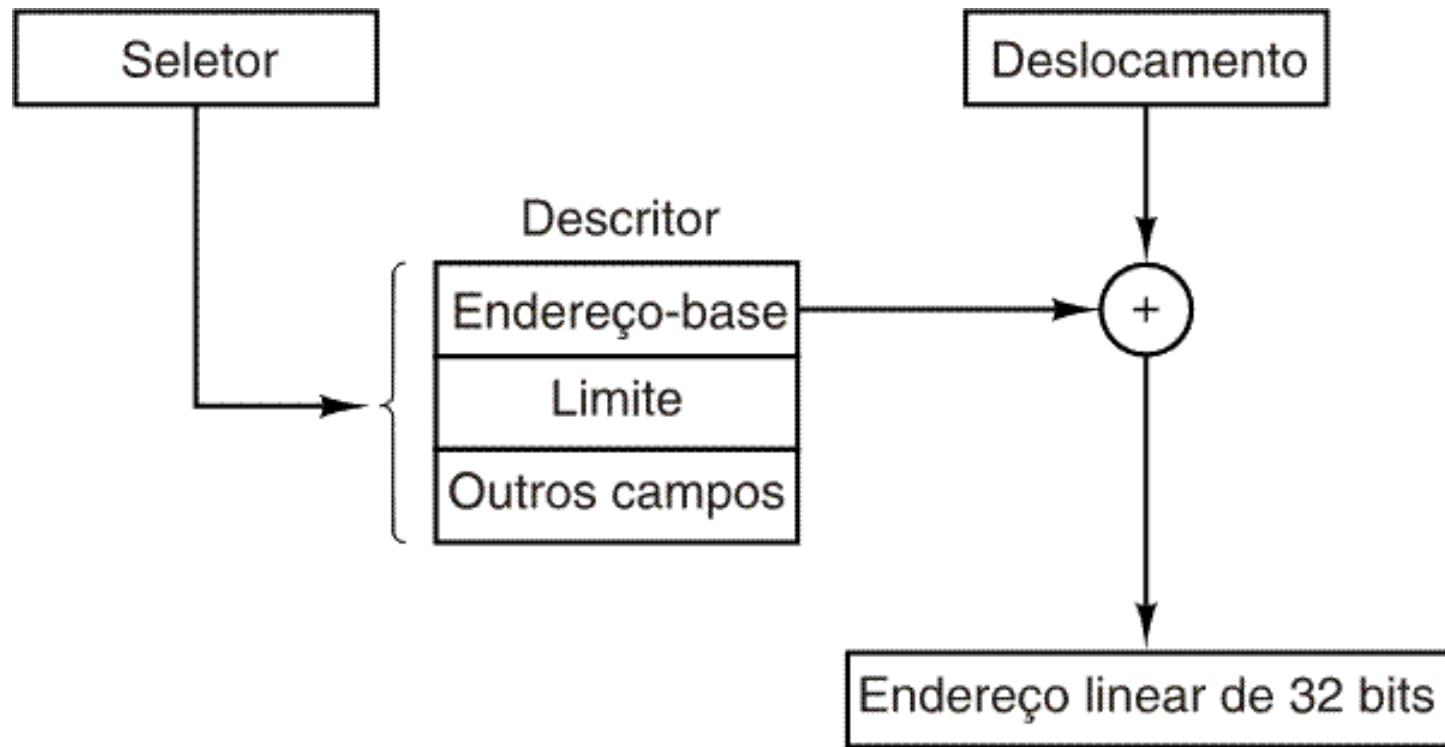 Seletor
Deslocamento
Descritor
Endereço-base
+
Limite
Outros campos
Endereço linear de 32 bits